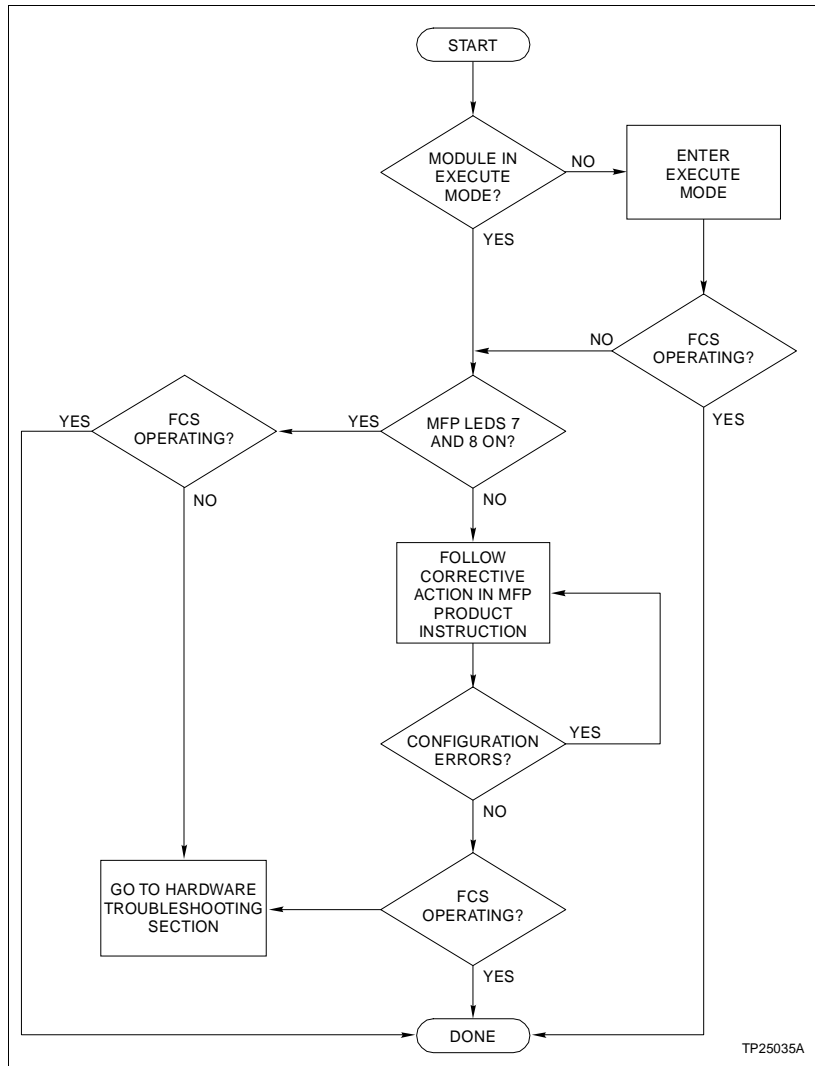 START
MODULE IN
EXECUTE
MODE?
NO
ENTER
EXECUTE
MODE
YES
NO
FCS
OPERATING?
YES
YES
FCS
OPERATING?
YES
MFP LEDS 7
AND 8 ON?
NO
NO
FOLLOW
CORRECTIVE
ACTION IN MFP
PRODUCT
INSTRUCTION
CONFIGURATION
ERRORS?
YES
NO
GO TO HARDWARE
TROUBLESHOOTING
SECTION
FCS
OPERATING?
YES
DONE
TP25035A